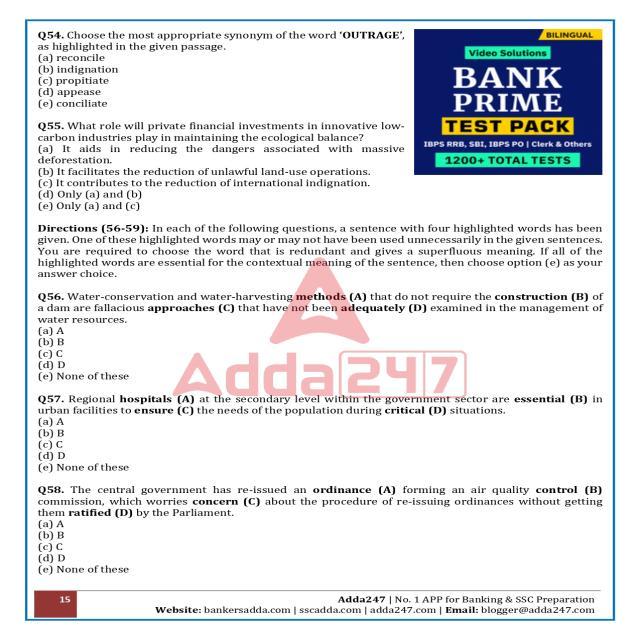 Q54. Choose the most appropriate synonym of the word ‘OUTRAGE’,
as highlighted in the given passage.
(a) reconcile
(b) indignation
(c) propitiate
(d) appease
(e) conciliate
BILINGUAL
Video Solutions
BANK
PRIME
TEST PACK
IBPS RRB, SBI, IBPS PO | Clerk & Others
1200+ TOTAL TESTS
Q55. What role will private financial investments in innovative low-
carbon industries play in maintaining the ecological balance?
(a) It aids in reducing the dangers associated with massive
deforestation.
(b) It facilitates the reduction of unlawful land-use operations.
(c) It contributes to the reduction of international indignation.
(d) Only (a) and (b)
(e) Only (a) and (c)
Directions (56-59): In each of the following questions, a sentence with four highlighted words has been
given. One of these highlighted words may or may not have been used unnecessarily in the given sentences.
You are required to choose the word that is redundant and gives a superfluous meaning. If all of the
highlighted words are essential for the contextual meaning of the sentence, then choose option (e) as your
answer choice.
Q56. Water-conservation and water-harvesting methods (A) that do not require the construction (B) of
a dam are fallacious approaches (C) that have not been adequately (D) examined in the management of
water resources.
(a) A
(b) B
(c) C
(d) D
(e) None of these
Adda247
Q57. Regional hospitals (A) at the secondary level within the government sector are essential (B) in
urban facilities to ensure (C) the needs of the population during critical (D) situations.
(a) A
(b) B
(c) C
(d) D
(e) None of these
Q58. The central government has re-issued an ordinance (A) forming an air quality control (B)
commission, which worries concern (C) about the procedure of re-issuing ordinances without getting
them ratified (D) by the Parliament.
(a) A
(b) B
(c) C
(d) D
(e) None of these
15
Adda247 | No. 1 APP for Banking & SSC Preparation
Website: bankersadda.com | sscadda.com | adda247.com | Email: blogger@adda247.com